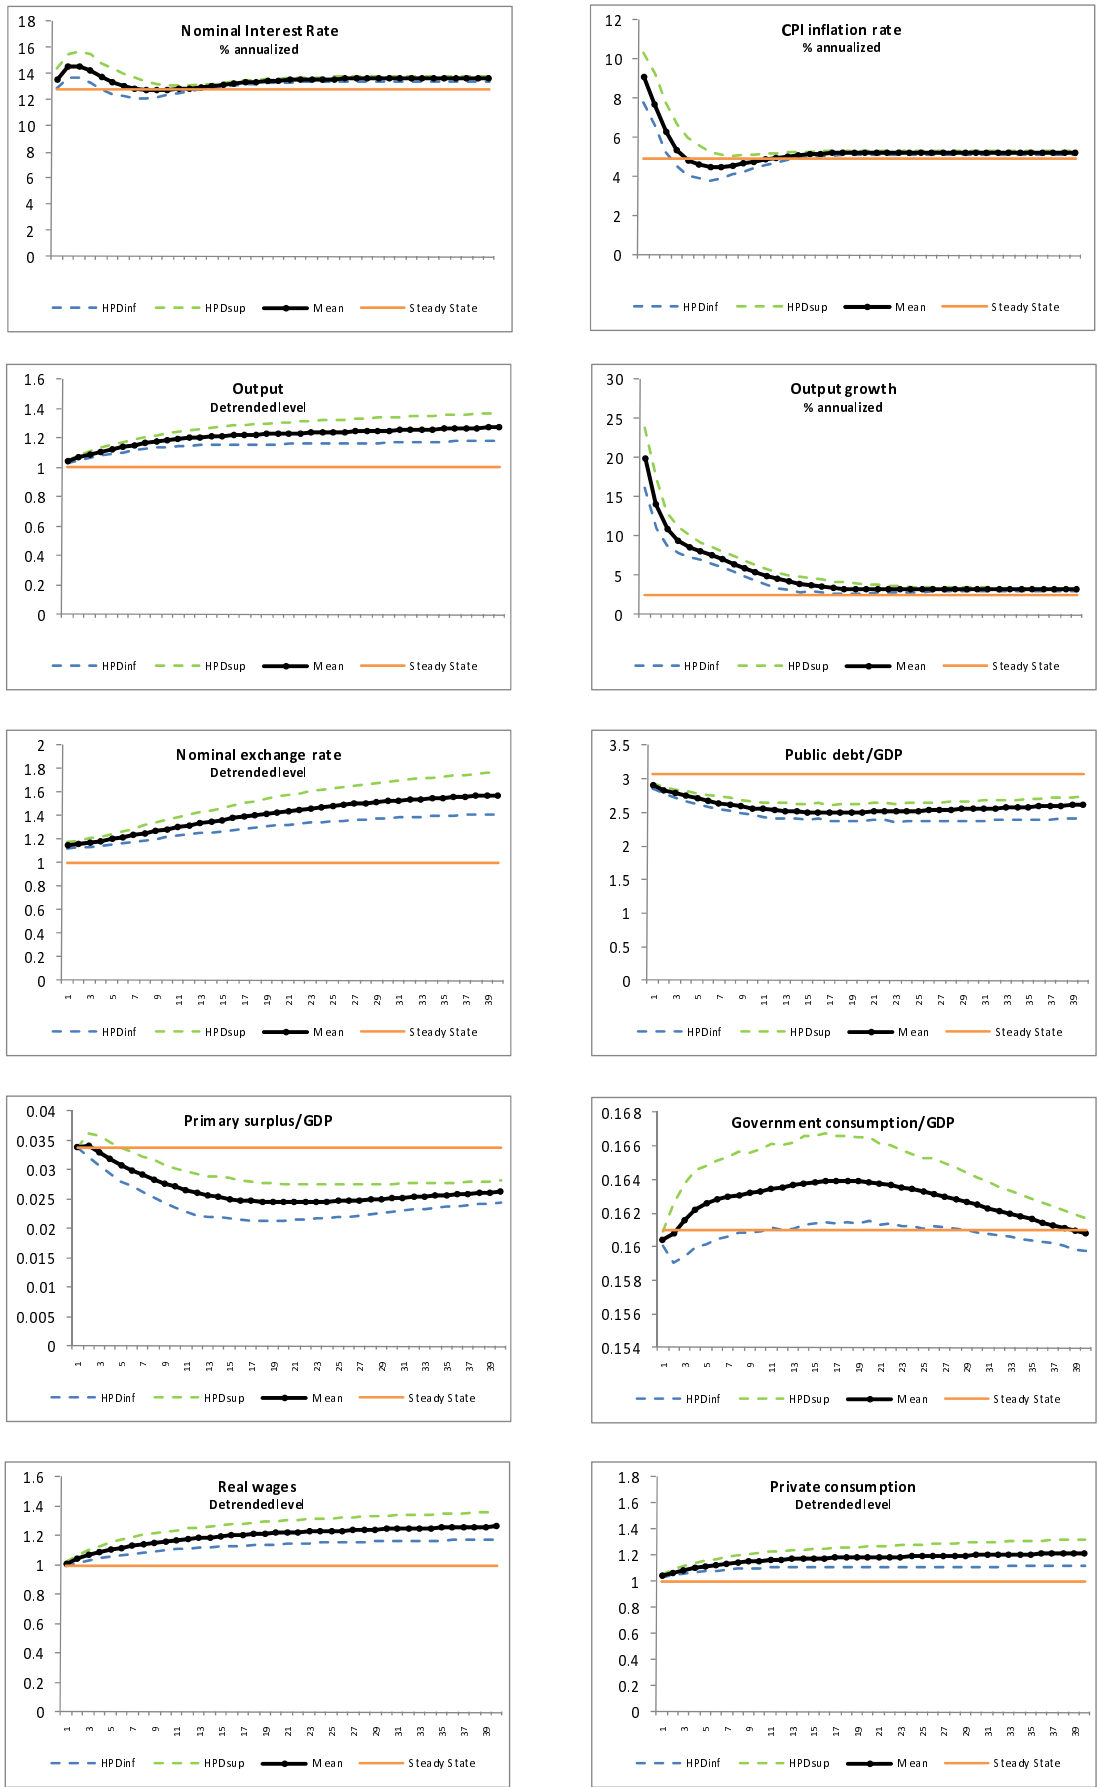 Nominal Interest Rate
% annualized
18
16
14
12
10
8
6
4
2
0
HPDinf HPDsup Mean Steady State
CPI inflation rate
% annualized
12
10
8
6
4
2
0
HPDinf HPDsup Mean Steady State
Output
Detrended level
1.6
1.4
1.2
1
0.8
0.6
0.4
0.2
0
HPDinf HPDsup Mean Steady State
Output growth
% annualized
30
25
20
15
10
5
0
HPDinf HPDsup Mean Steady State
Nominal exchange rate
Detrended level
2
1.8
1.6
1.4
1.2
1
0.8
0.6
0.4
0.2
0
1 3 5 7 9 11 13 15 17 19 21 23 25 27 29 31 33 35 37 39
HPDinf HPDsup Mean Steady State
Public debt/GDP
3.5
3
2.5
2
1.5
1
0.5
0
1 3 5 7 9 11 13 15 17 19 21 23 25 27 29 31 33 35 37 39
HPDinf HPDsup Mean Steady State
Primary surplus/GDP
0.04
0.035
0.03
0.025
0.02
0.015
0.01
0.005
0
1 3 5 7 9 11 13 15 17 19 21 23 25 27 29 31 33 35 37 39
HPDinf HPDsup Mean Steady State
Government consumption/GDP
0.168
0.166
0.164
0.162
0.16
0.158
0.156
0.154
1 3 5 7 9 11 13 15 17 19 21 23 25 27 29 31 33 35 37 39
HPDinf HPDsup Mean Steady State
Real wages
Detrended level
1.6
1.4
1.2
1
0.8
0.6
0.4
0.2
0
1 3 5 7 9 11 13 15 17 19 21 23 25 27 29 31 33 35 37 39
HPDinf HPDsup Mean Steady State
Private consumption
Detrended level
1.8
1.6
1.4
1.2
1
0.8
0.6
0.4
0.2
0
1 3 5 7 9 11 13 15 17 19 21 23 25 27 29 31 33 35 37 39
HPDinf HPDsup Mean Steady State